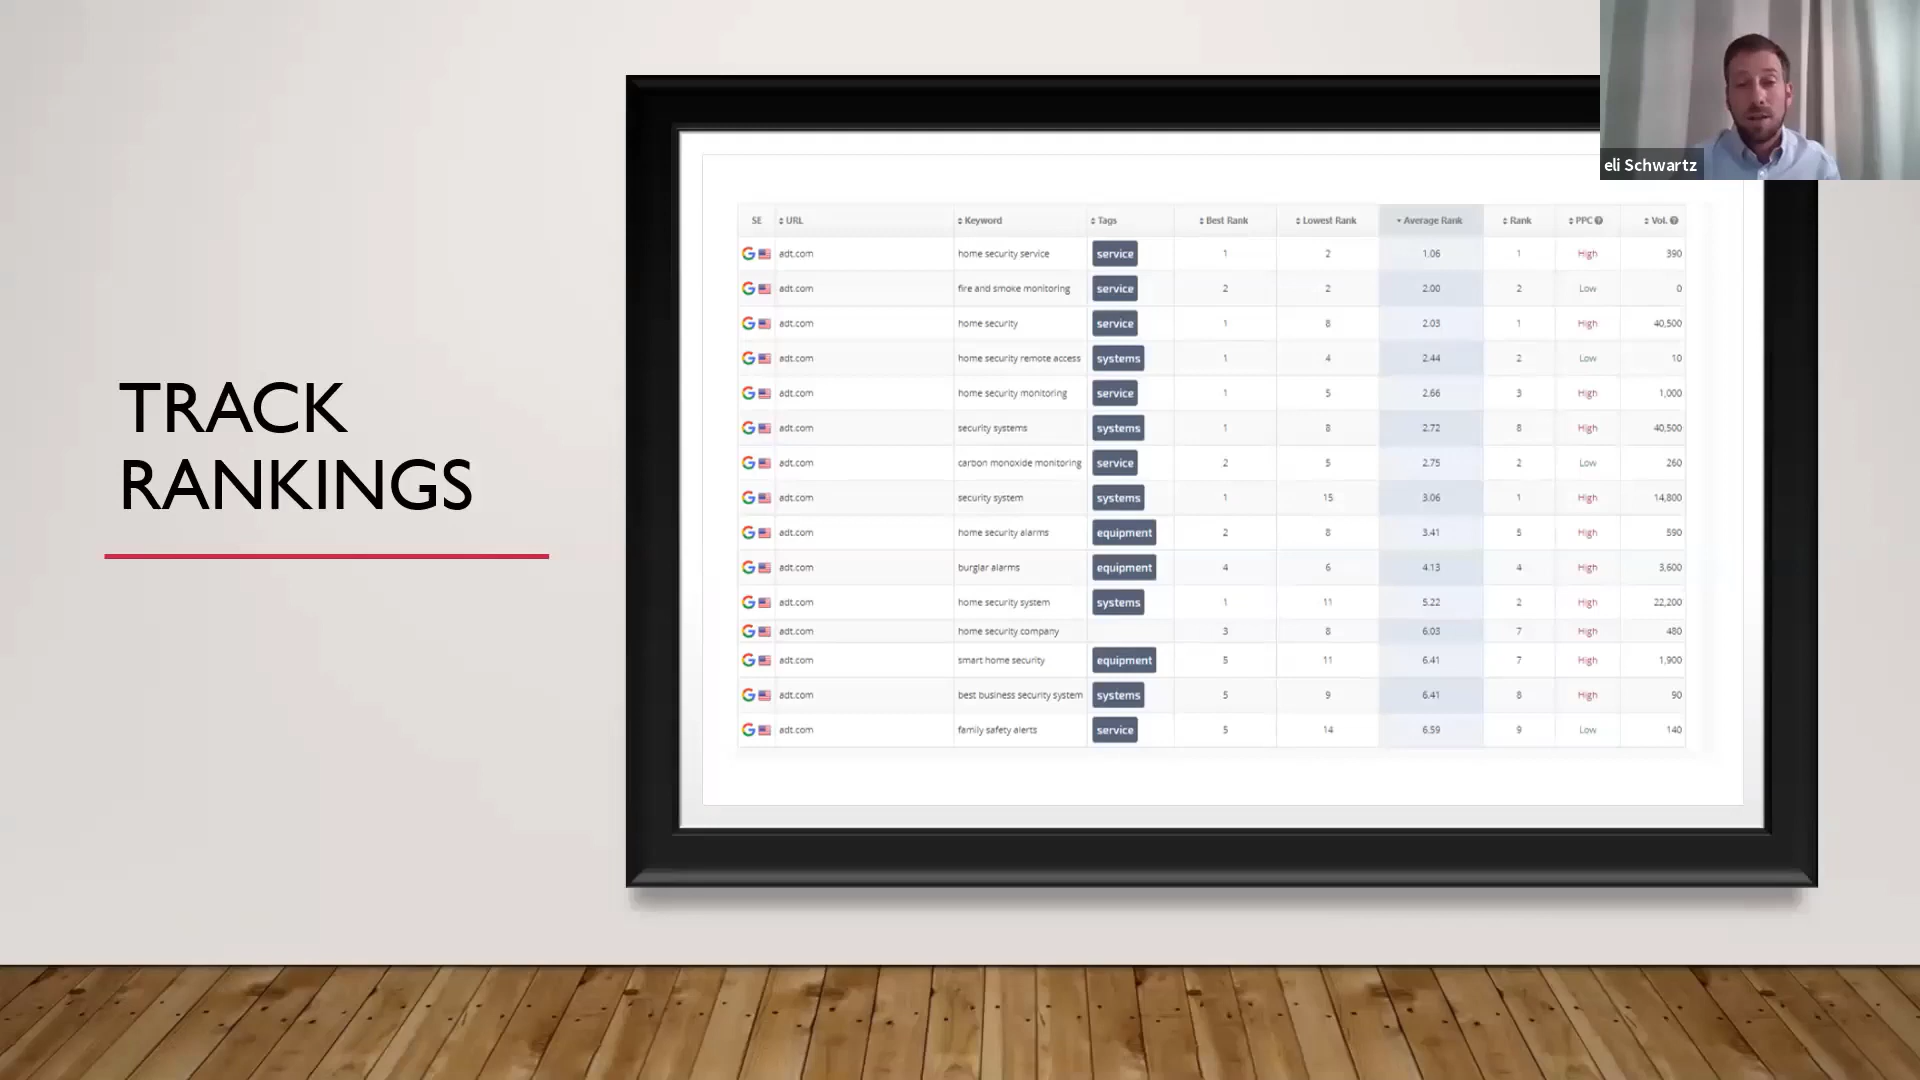 eli Schwartz
TRACK
RANKINGS
SE URL Keyword Tags Best Rank Lowest Rank Average Rank Rank PPC Vol.
adt.com home security service service 1 2 1.06 1 High 390
adt.com fire and smoke monitoring service 2 2 2.00 2 Low 0
adt.com home security service 1 8 2.03 1 High 40,500
adt.com home security remote access systems 1 4 2.44 2 Low 10
adt.com home security monitoring service 1 5 2.66 3 High 1,000
adt.com security systems systems 1 8 2.72 8 High 40,500
adt.com carbon monoxide monitoring service 2 5 2.75 2 Low 260
adt.com security system systems 1 15 3.06 1 High 14,800
adt.com home security alarms equipment 2 8 3.41 5 High 590
adt.com burglar alarms equipment 4 6 4.13 4 High 3,600
adt.com home security system systems 1 11 5.22 2 High 22,200
adt.com home security company 3 8 6.03 7 High 480
adt.com smart home security equipment 5 11 6.41 7 High 1,900
adt.com best business security system systems 5 9 6.41 8 High 90
adt.com family safety alerts service 5 14 6.59 9 Low 140